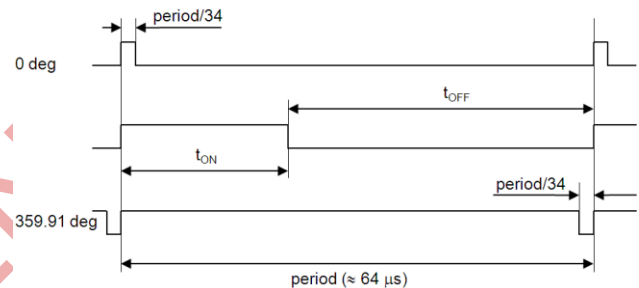 period/34
0 deg
tOFF
tON
period/34
359.91 deg
period (≈ 64 µs)